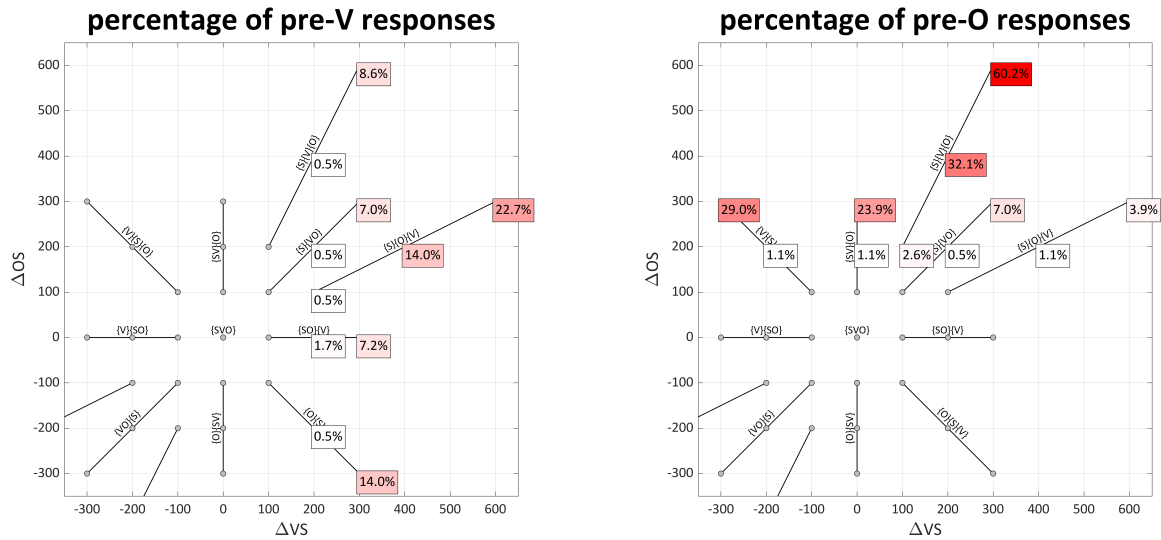 percentage of pre-V responses
600
8.6%
500
{S}{V}{O}
400
0.5%
300
7.0%
22.7%
{V}{S}{O}
{SV}{O}
{S}{VO}
{S}{O}{V}
200
0.5%
14.0%
100
0.5%
0
{V}{SO}
{SVO}
{SO}{V}
1.7%
7.2%
-100
{VO}{S}
{O}{SV}
-200
0.5%
-300
14.0%
-300 -200 -100 0 100 200 300 400 500 600
ΔVS
ΔOS
percentage of pre-O responses
600
60.2%
500
{S}{V}{O}
400
32.1%
300
29.0%
23.9%
7.0%
3.9%
{SV}{O}
{S}{O}{V}
200
1.1%
1.1%
2.6%
0.5%
1.1%
100
0
{V}{SO}
{SVO}
{SO}{V}
-100
{VO}{S}
{O}{SV}
{O}{S}{V}
-200
-300
-300 -200 -100 0 100 200 300 400 500 600
ΔVS
ΔOS